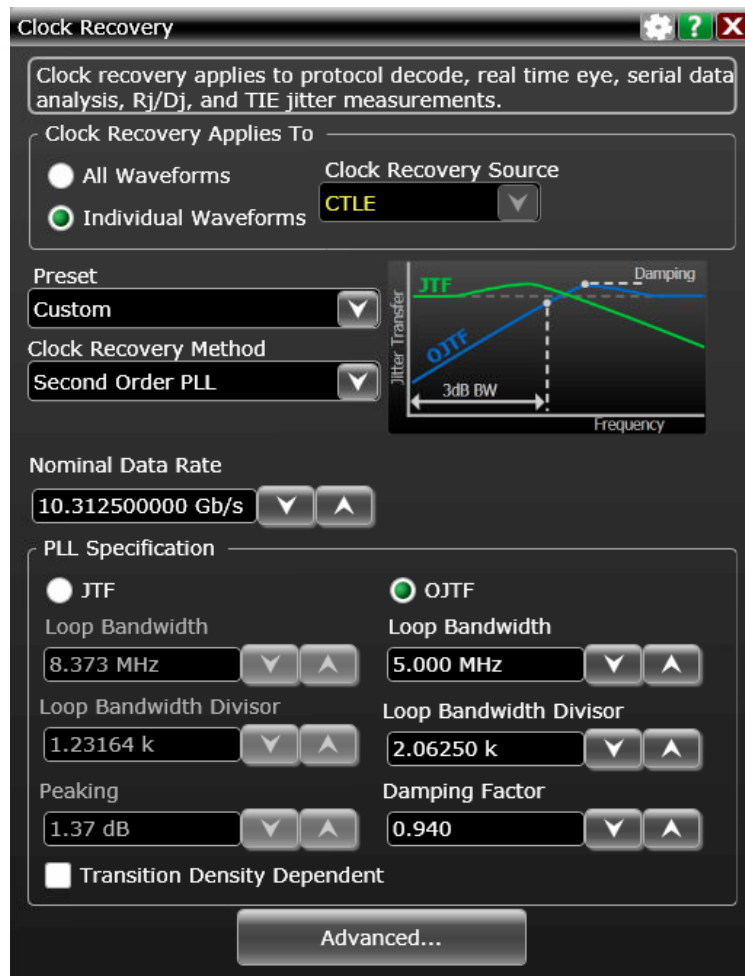 Clock Recovery
?
X
Clock recovery applies to protocol decode, real time eye, serial data
analysis, Rj/Dj, and TIE jitter measurements.
Clock Recovery Applies To
All Waveforms
Individual Waveforms
Clock Recovery Source
CTLE
Preset
Custom
Clock Recovery Method
Second Order PLL
Jitter Transfer
JTF
OJTF
Damping
3dB BW
Frequency
Nominal Data Rate
10.312500000 Gb/s
PLL Specification
JTF
OJTF
Loop Bandwidth
Loop Bandwidth
8.373 MHz
5.000 MHz
Loop Bandwidth Divisor
Loop Bandwidth Divisor
1.23164 k
2.06250 k
Peaking
Damping Factor
1.37 dB
0.940
Transition Density Dependent
Advanced...